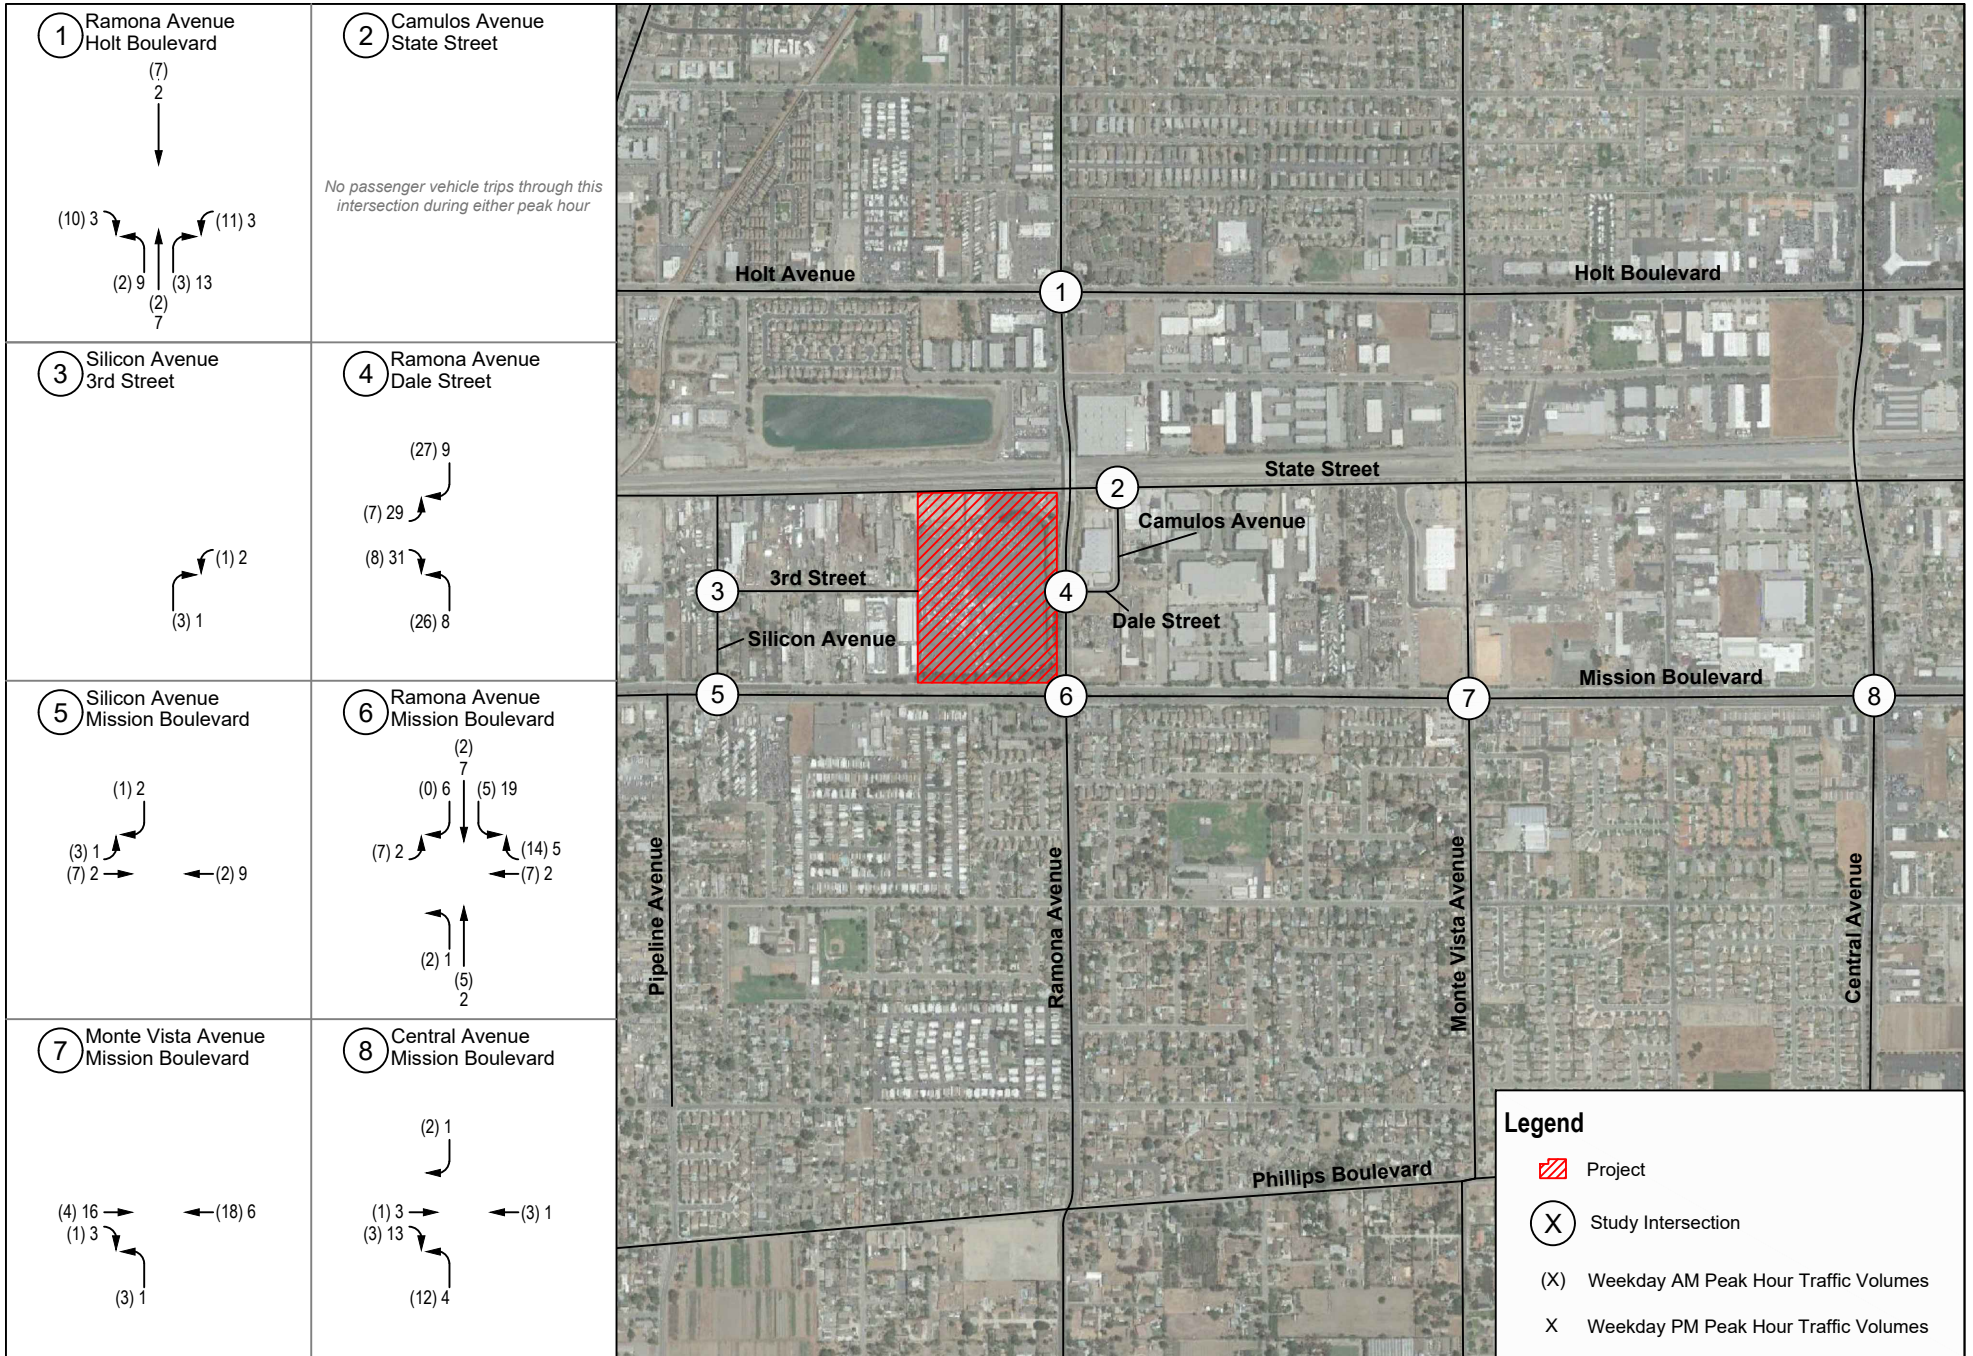 1
Ramona Avenue
Holt Boulevard
(7)
2
(10) 3
(11) 3
(2) 9
(3) 13
(2)
7
2
Camulos Avenue
State Street
No passenger vehicle trips through this
intersection during either peak hour
3
Silicon Avenue
3rd Street
(1) 2
(3) 1
4
Ramona Avenue
Dale Street
(27) 9
(7) 29
(8) 31
(26) 8
5
Silicon Avenue
Mission Boulevard
(1) 2
(3) 1
(7) 2
(2) 9
6
Ramona Avenue
Mission Boulevard
(2)
7
(0) 6
(5) 19
(7) 2
(14) 5
(7) 2
(2) 1
(5)
2
7
Monte Vista Avenue
Mission Boulevard
(4) 16
(18) 6
(1) 3
(3) 1
8
Central Avenue
Mission Boulevard
(2) 1
(1) 3
(3) 1
(3) 13
(12) 4
Holt Avenue
Holt Boulevard
1
State Street
2
Camulos Avenue
3rd Street
3
4
Dale Street
Silicon Avenue
Mission Boulevard
5
6
7
8
Pipeline Avenue
Ramona Avenue
Monte Vista Avenue
Central Avenue
Phillips Boulevard
Legend
Project
X Study Intersection
(X) Weekday AM Peak Hour Traffic Volumes
X Weekday PM Peak Hour Traffic Volumes